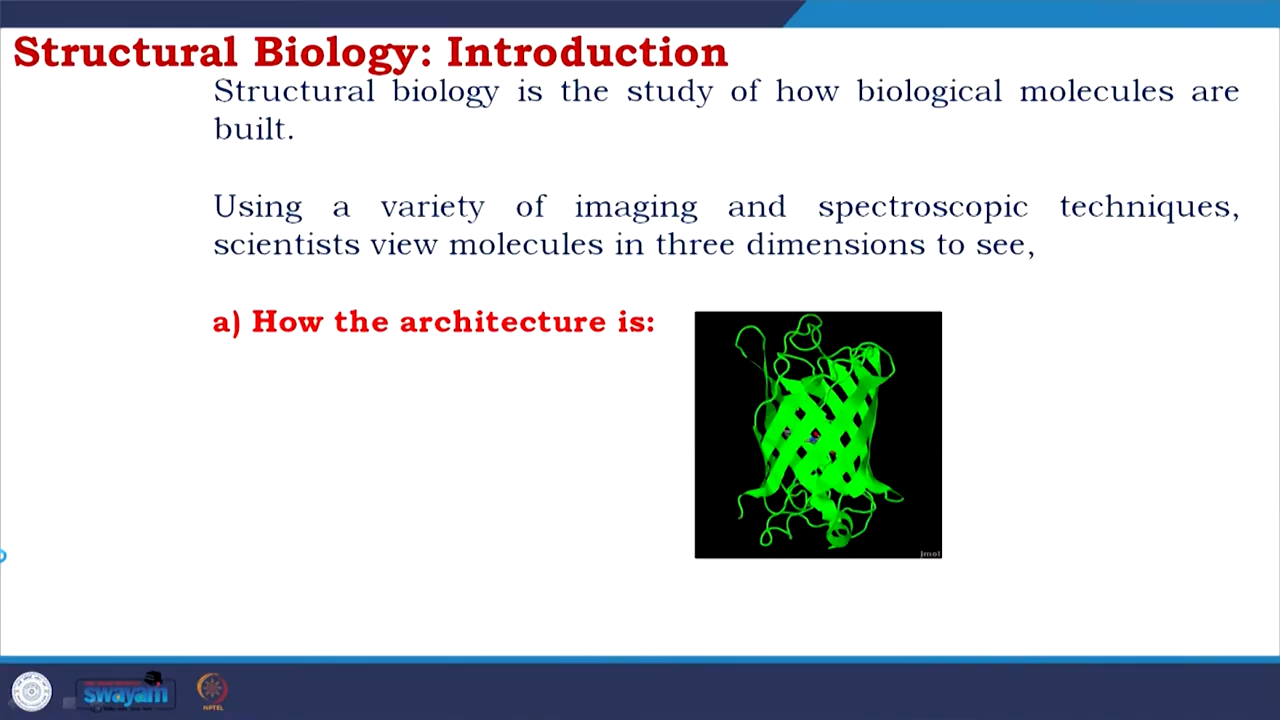 Structural Biology: Introduction
Structural biology is the study of how biological molecules are
built.
Using a variety of imaging and spectroscopic techniques,
scientists view molecules in three dimensions to see,
a) How the architecture is:
jmol
swayam
NPTEL